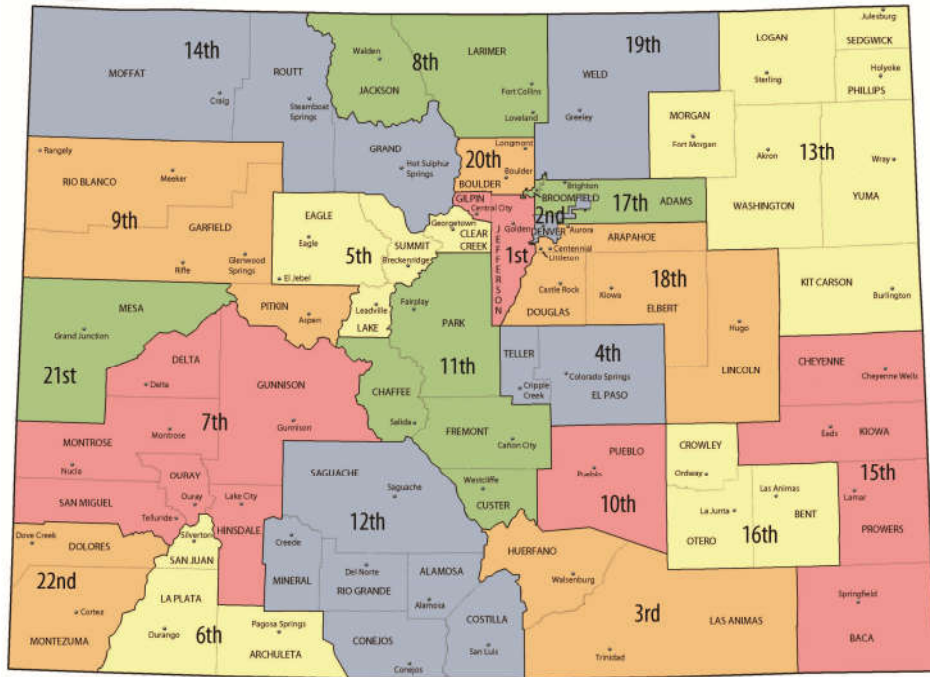 Julesburg
14th
19th
LOGAN
SEDGWICK
Walden
LARIMER
8th
MOFFAT
ROUTT
WELD
Holyoke
Sterling
JACKSON
Fort Collins
PHILLIPS
Craig
Steamboat
Springs
Loveland
Greeley
MORGAN
GRAND
Longmont
Fort Morgan
13th
Rangely
Hot Sulphur
Springs
20th
Akron
Wray
RIO BLANCO
Meeker
Boulder
BOULDER
Brighton
GILPIN
BROOMFIELD
17th
ADAMS
YUMA
9th
EAGLE
Central City
WASHINGTON
GARFIELD
Georgetown
2nd
Golden
DENVER
Aurora
Eagle
SUMMIT
CLEAR
CREEK
ARAPAHOE
5th
JEFFERSON
1st
Centennial
Littleton
Glenwood
Springs
Breckenridge
Rifle
El Jebel
18th
KIT CARSON
MESA
PITKIN
Leadville
Fairplay
Castle Rock
Kiowa
Burlington
Aspen
LAKE
DOUGLAS
ELBERT
PARK
Grand Junction
Hugo
TELLER
4th
DELTA
CHEYENNE
11th
21st
GUNNISON
Colorado Springs
LINCOLN
Cheyenne Wells
Delta
CHAFFEE
Cripple
Creek
EL PASO
7th
Gunnison
Salida
MONTROSE
Montrose
FREMONT
PUEBLO
CROWLEY
Eads
KIOWA
Cañon City
Nucla
SAGUACHE
OURAY
Pueblo
Ordway
15th
Saguache
Westcliffe
Las Animas
Lamar
SAN MIGUEL
Ouray
Lake City
10th
CUSTER
La Junta
BENT
Telluride
12th
OTERO
16th
PROWERS
Dove Creek
Silverton
HINSDALE
Creede
HUERFANO
DOLORES
SAN JUAN
Del Norte
ALAMOSA
22nd
MINERAL
RIO GRANDE
Walsenburg
LA PLATA
Springfield
Cortez
Alamosa
COSTILLA
3rd
LAS ANIMAS
Durango
Pagosa Springs
MONTEZUMA
6th
CONEJOS
BACA
San Luis
ARCHULETA
Trinidad
Conejos